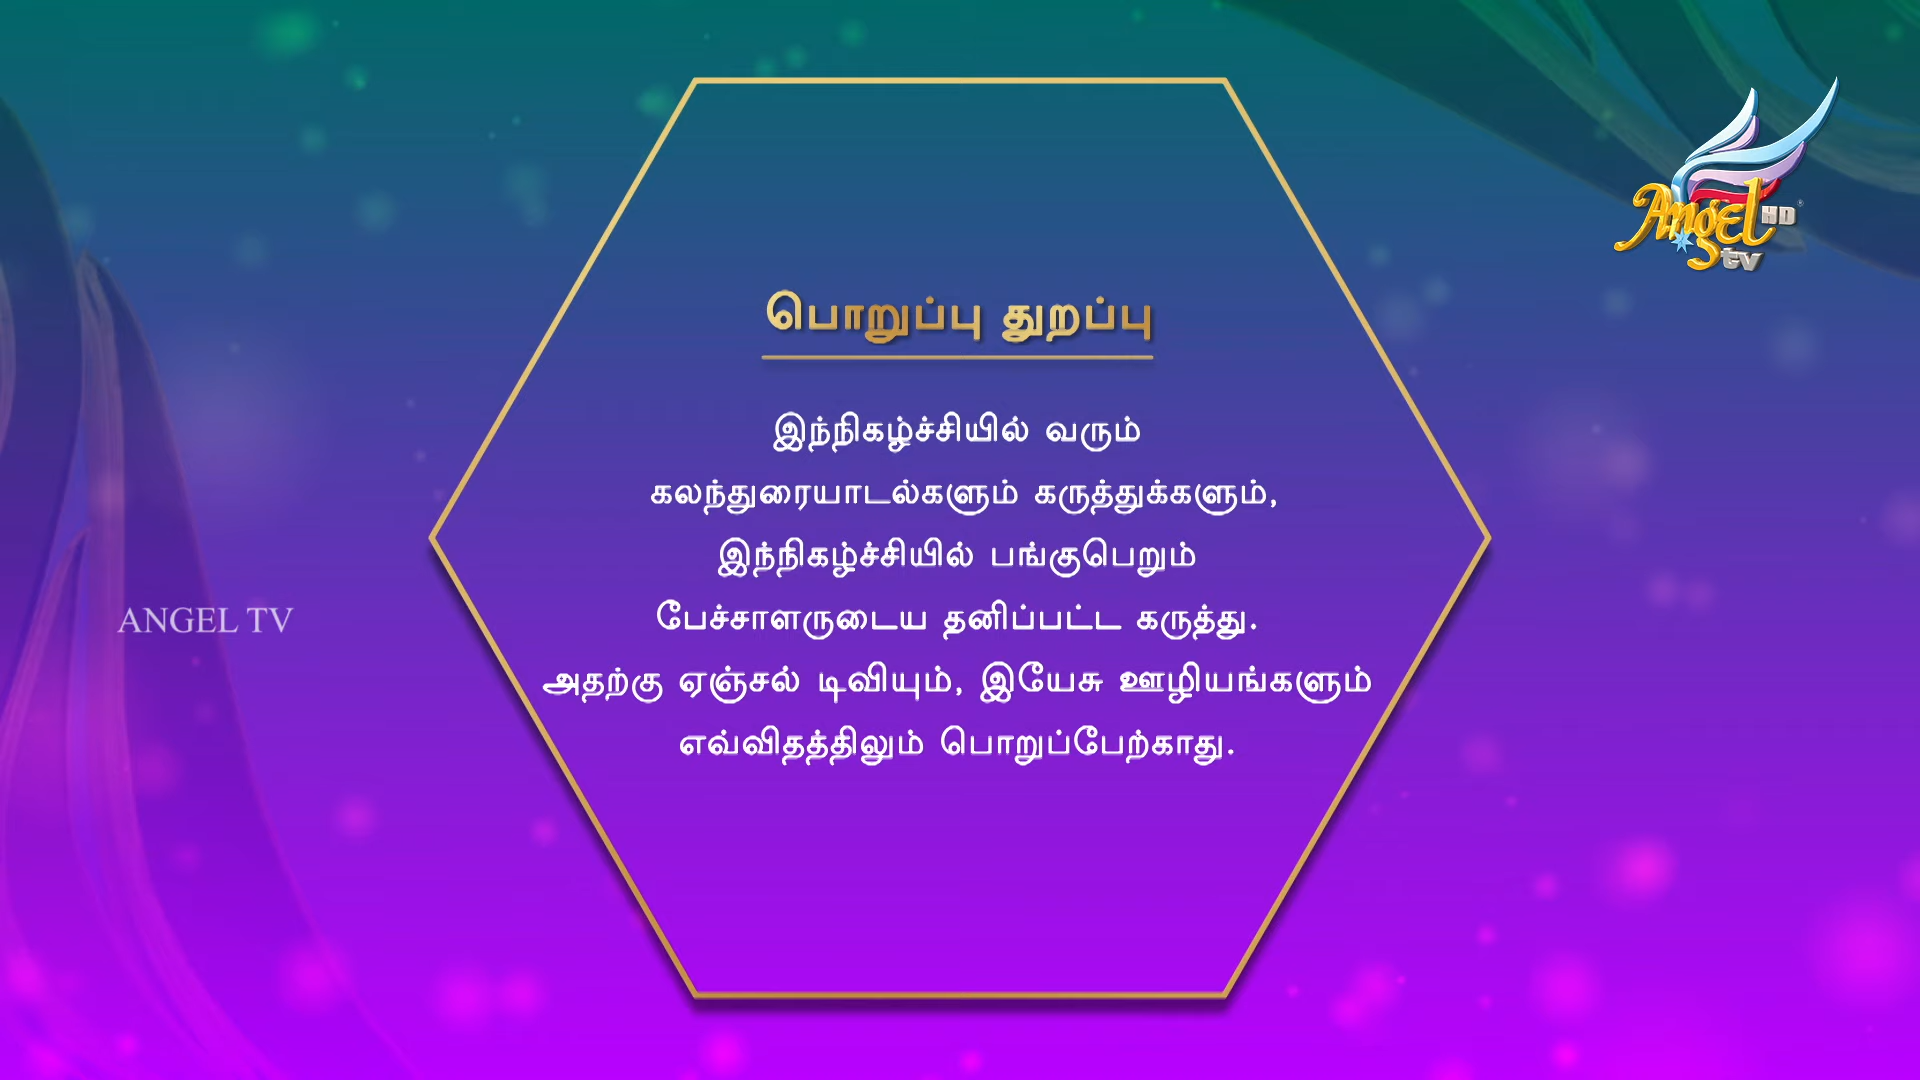 Angel HD
tv
பொறுப்பு துறப்பு
இந்நிகழ்ச்சியில் வரும்
கலந்துரையாடல்களும் கருத்துக்களும்,
இந்நிகழ்ச்சியில் பங்குபெறும்
பேச்சாளருடைய தனிப்பட்ட கருத்து.
அதற்கு ஏஞ்சல் டிவியும், இயேசு ஊழியங்களும்
எவ்விதத்திலும் பொறுப்பேற்காது.
ANGEL TV